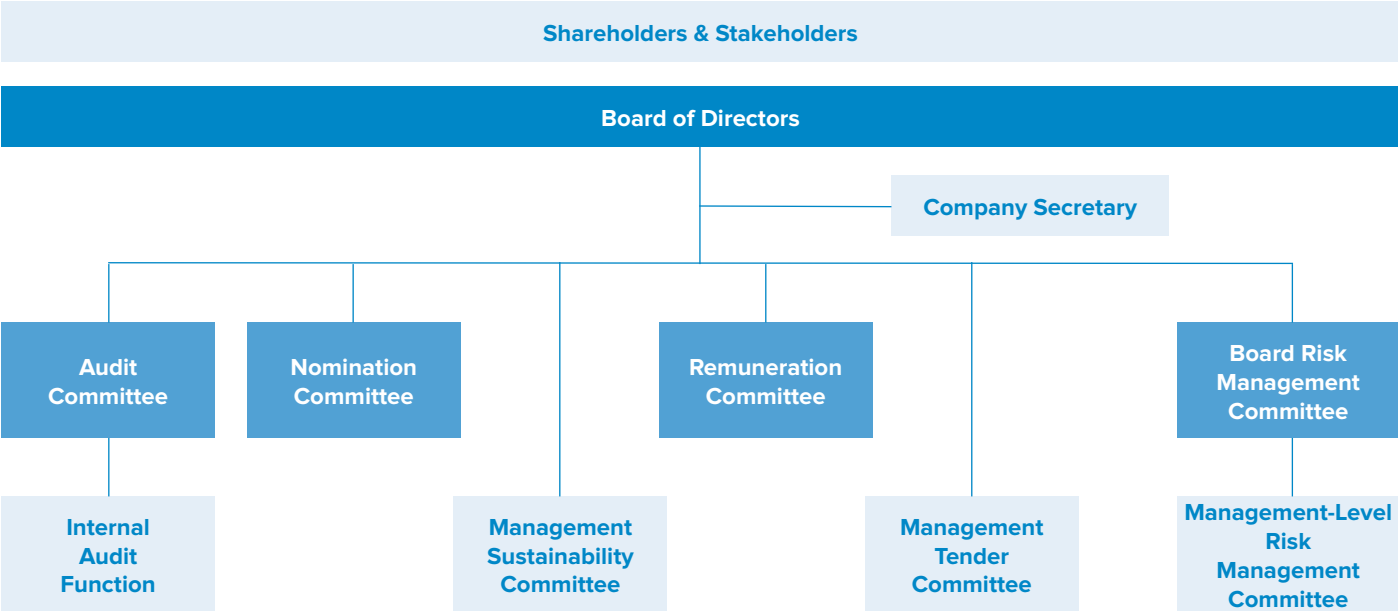 Shareholders & Stakeholders
Board of Directors
Company Secretary
Audit
Committee
Nomination
Committee
Remuneration
Committee
Board Risk
Management
Committee
Internal
Audit
Function
Management
Sustainability
Committee
Management
Tender
Committee
Management-Level
Risk
Management
Committee